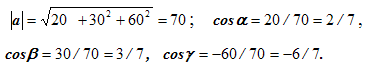 |a| = √20 +30² +60² = 70 ; cos α = 20 / 70 = 2 / 7 ,
cos β = 30 / 70 = 3 / 7, cos γ = −60 / 70 = −6 / 7.